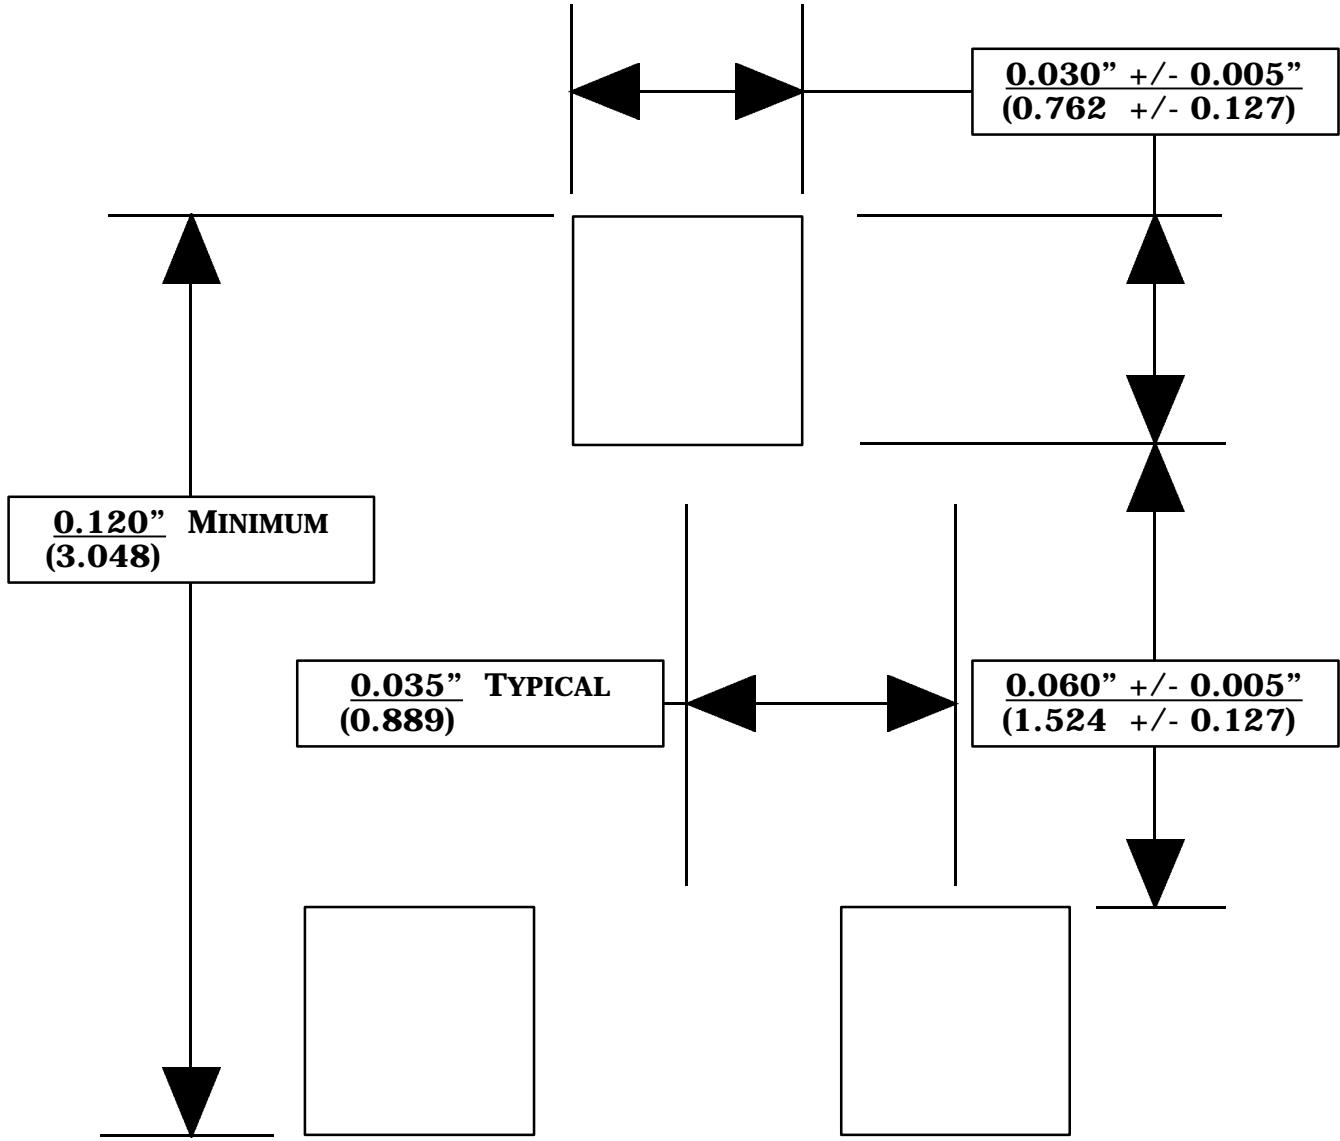 0.030” +/- 0.005”
(0.762 +/- 0.127)
0.120” MINIMUM
(3.048)
0.035” TYPICAL
(0.889)
0.060” +/- 0.005”
(1.524 +/- 0.127)